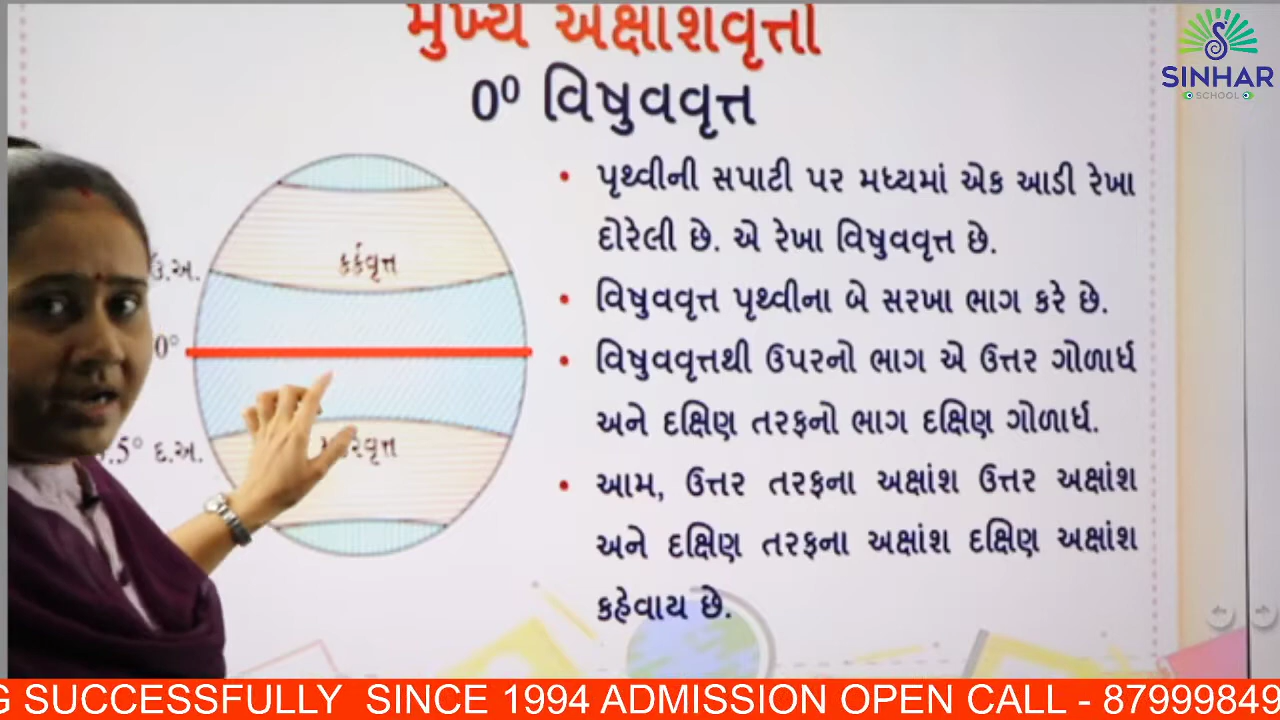 મુખ્ય અક્ષાંશવૃત્તો
0⁰ વિષુવવૃત્ત
SINHAR
SCHOOL
• પૃથ્વીની સપાટી પર મધ્યમાં એક આડી રેખા
દોરેલી છે. એ રેખા વિષુવવૃત્ત છે.
• વિષુવવૃત્ત પૃથ્વીના બે સરખા ભાગ કરે છે.
• વિષુવવૃત્તથી ઉપરનો ભાગ એ ઉત્તર ગોળાર્ધ
અને દક્ષિણ તરફનો ભાગ દક્ષિણ ગોળાર્ધ.
• આમ, ઉત્તર તરફના અક્ષાંશ ઉત્તર અક્ષાંશ
અને દક્ષિણ તરફના અક્ષાંશ દક્ષિણ અક્ષાંશ
કહેવાય છે.
કર્કવૃત્ત
ઉ.અ.
0°
.5° દ.અ.
G SUCCESSFULLY SINCE 1994 ADMISSION OPEN CALL - 87999849